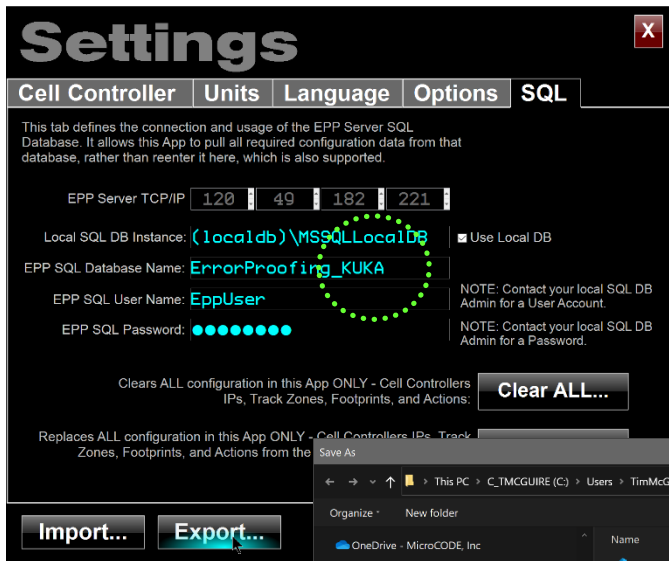 Settings
X
Cell Controller Units Language Options SQL
This tab defines the connection and usage of the EPP Server SQL
Database. It allows this App to pull all required configuration data from that
database, rather than reenter it here, which is also supported.
EPP Server TCP/IP 120 49 182 221
Local SQL DB Instance: (localdb)\MSSQLLocalDB Use Local DB
EPP SQL Database Name: ErrorProofing_KUKA
EPP SQL User Name: EppUser
NOTE: Contact your local SQL DB
Admin for a User Account.
EPP SQL Password: ●●●●●●●●
NOTE: Contact your local SQL DB
Admin for a Password.
Clears ALL configuration in this App ONLY - Cell Controllers
IPs, Track Zones, Footprints, and Actions:
Clear ALL...
Replaces ALL configuration in this App ONLY - Cell Controllers IPs, Track
Zones, Footprints, and Actions from the
Save As
This PC > C_TMCGUIRE (C:) > Users > TimMcG
Organize New folder
OneDrive - MicroCODE, Inc
Name
Import... Export...